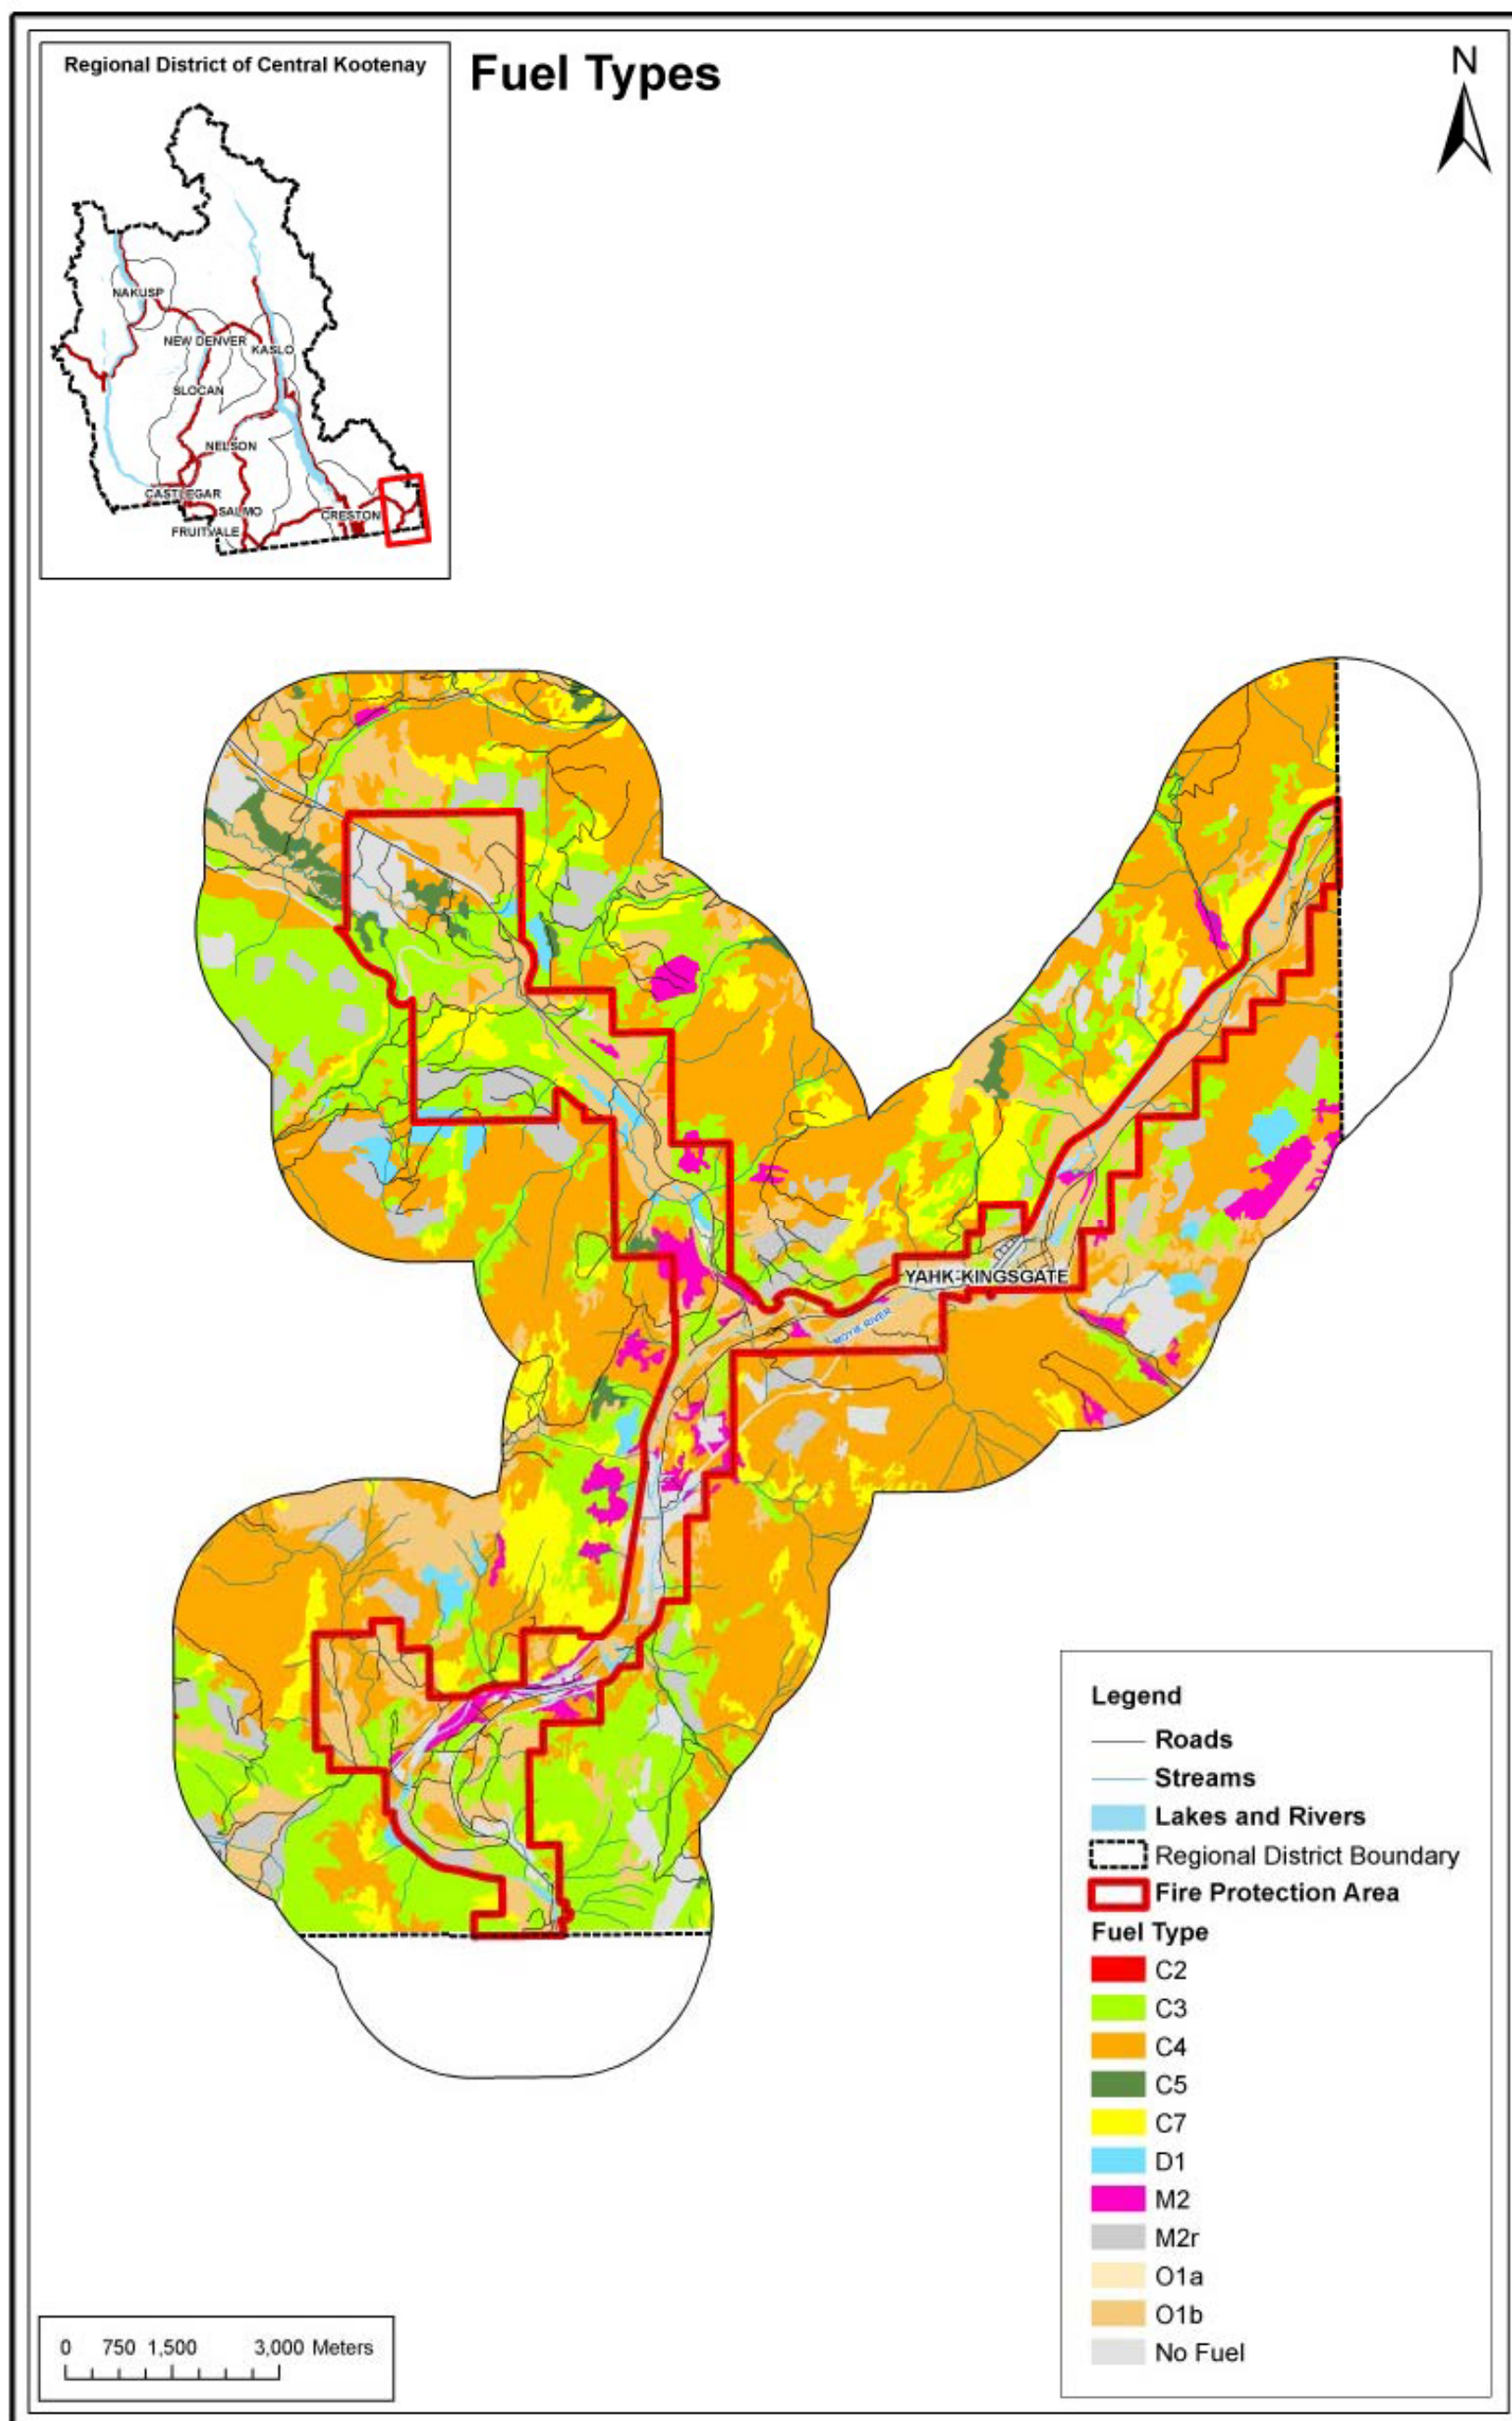 Regional District of Central Kootenay
Fuel Types
N
NAKUSP
NEW DENVER
KASLO
SLOCAN
NELSON
CASTLEGAR
SALMO
CRESTON
FRUITVALE
YAHK-KINGSGATE
MOYIE RIVER
Legend
Roads
Streams
Lakes and Rivers
Regional District Boundary
Fire Protection Area
Fuel Type
C2
C3
C4
C5
C7
D1
M2
M2r
O1a
O1b
No Fuel
0 750 1,500 3,000 Meters